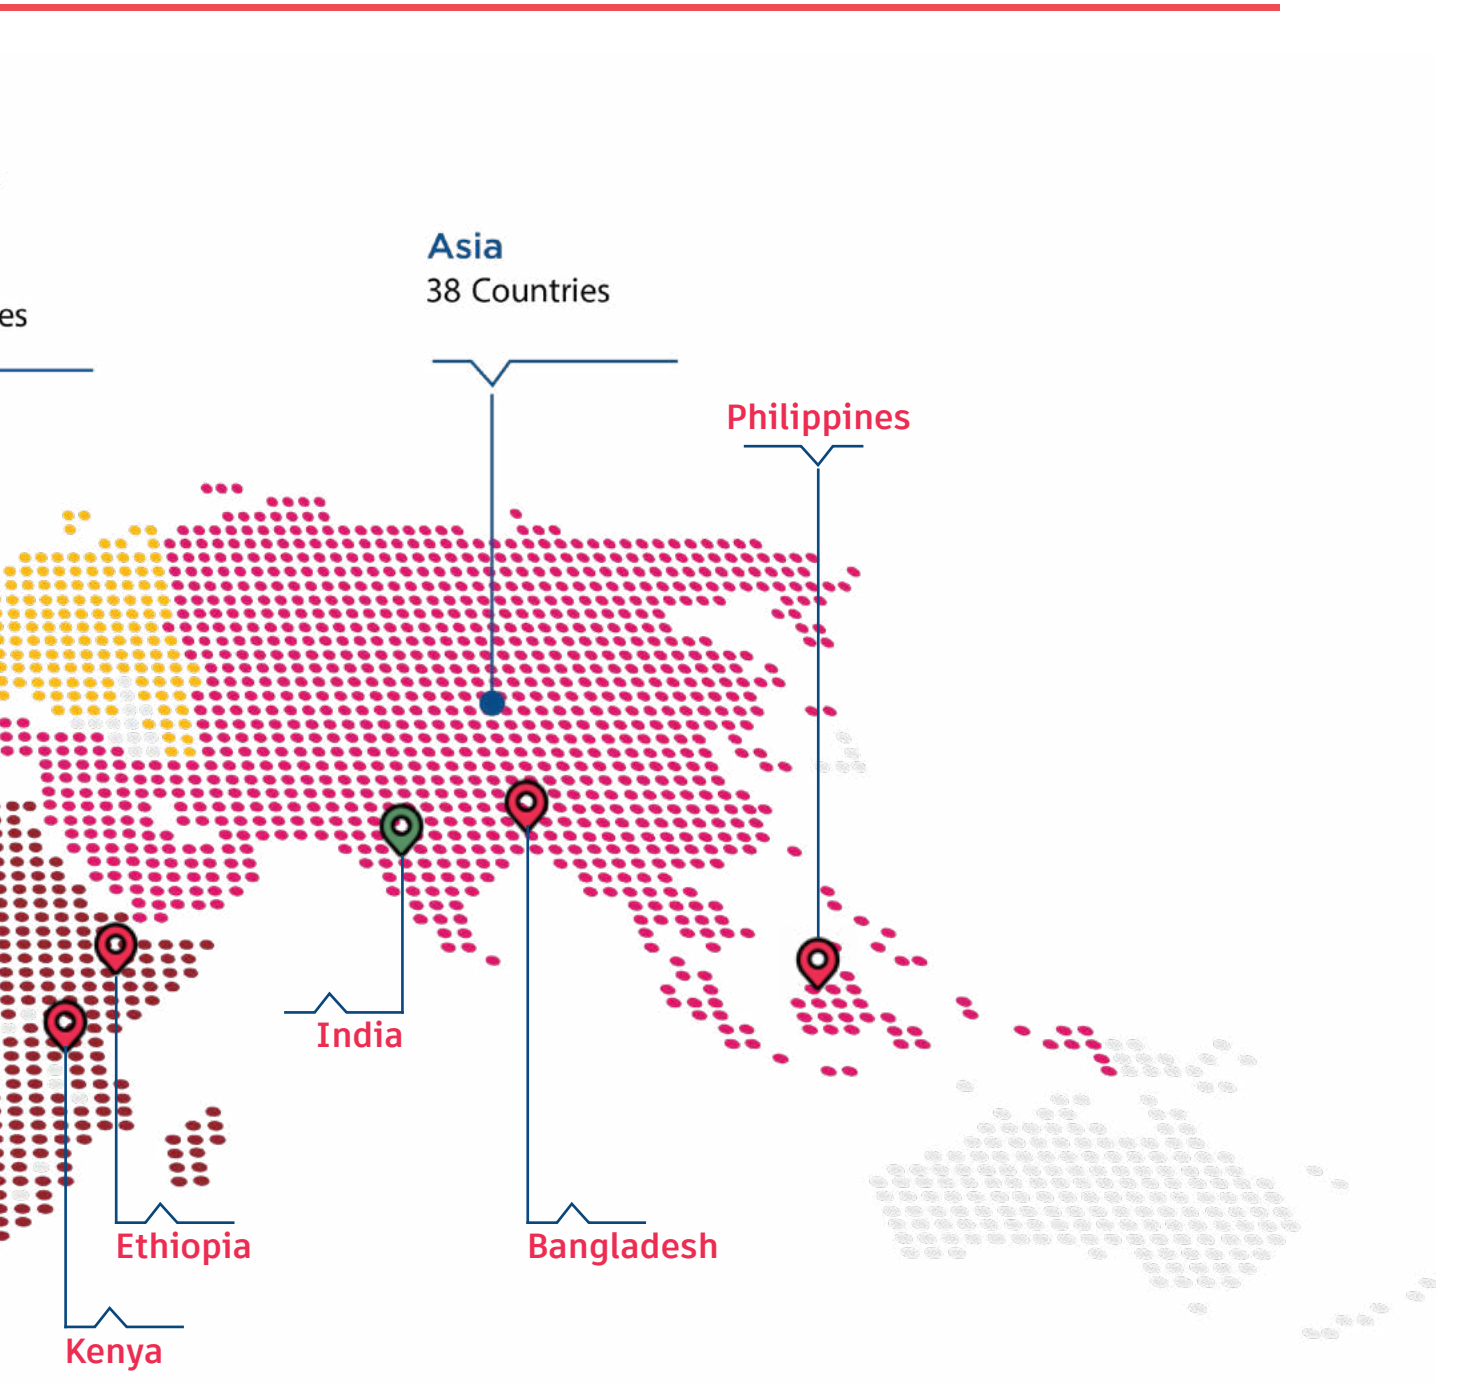 Asia
38 Countries
es
Philippines
India
Ethiopia
Bangladesh
Kenya